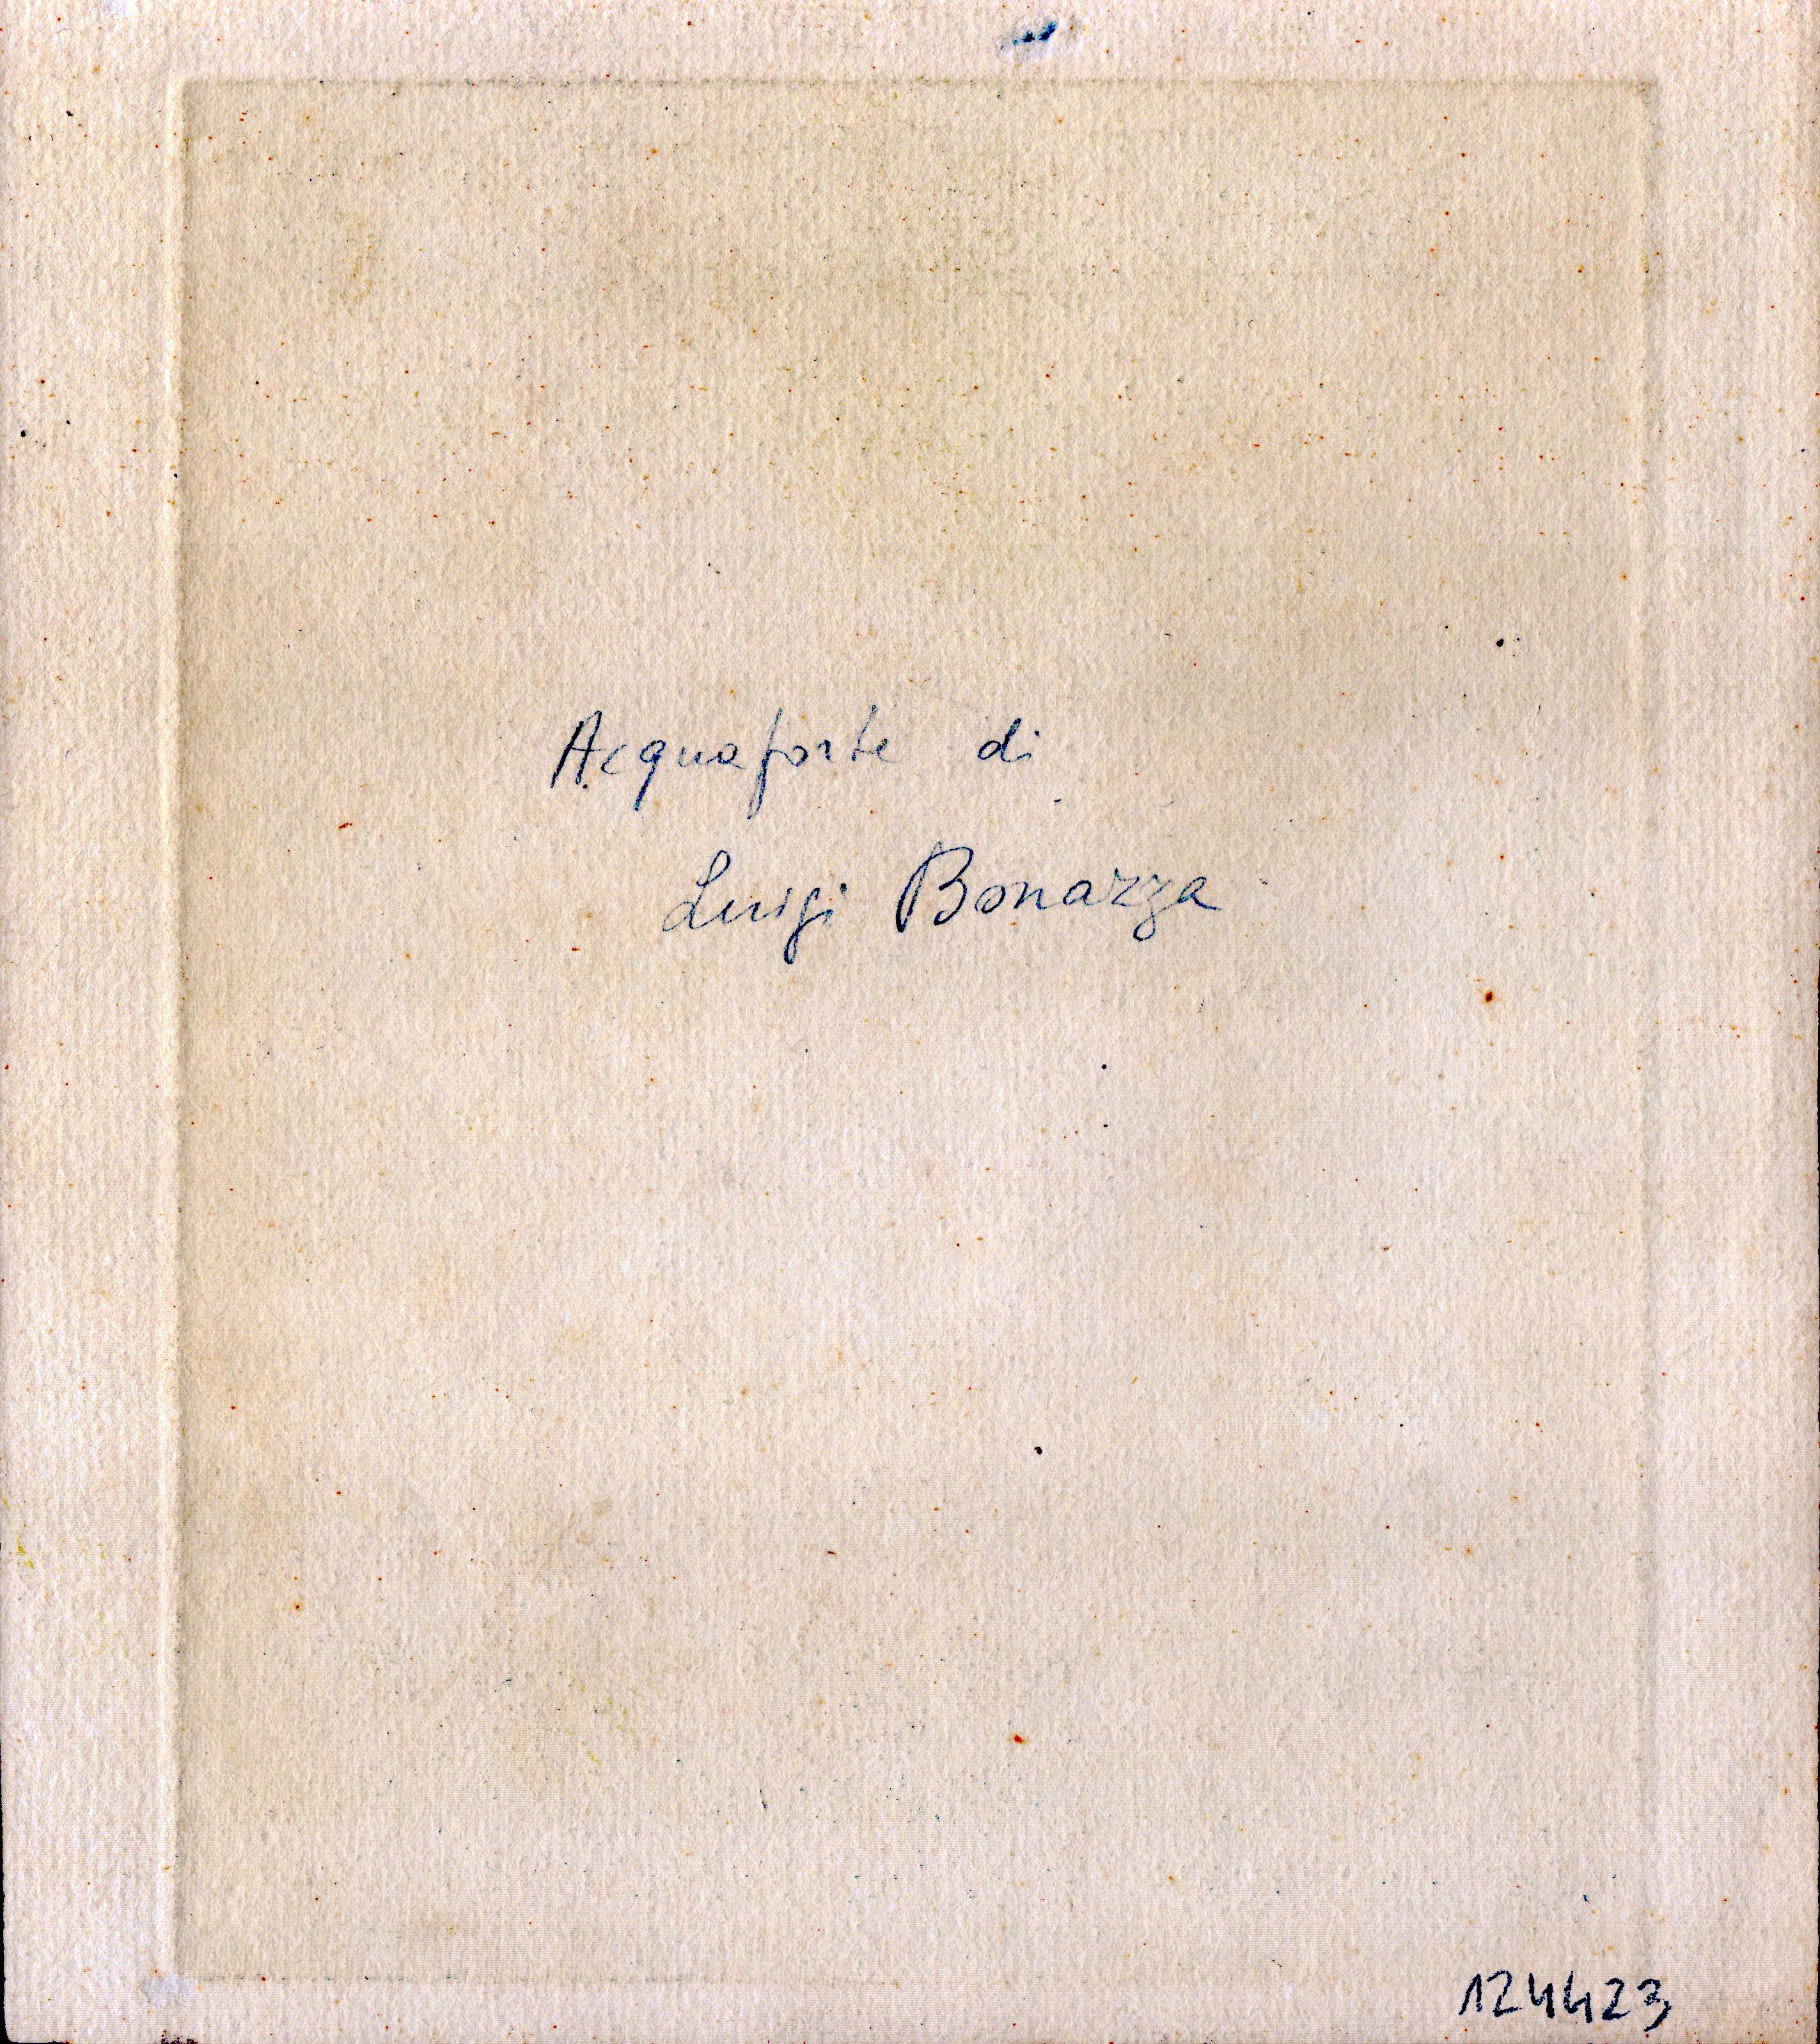 Acquaforte di
Luigi Bonazza
124423